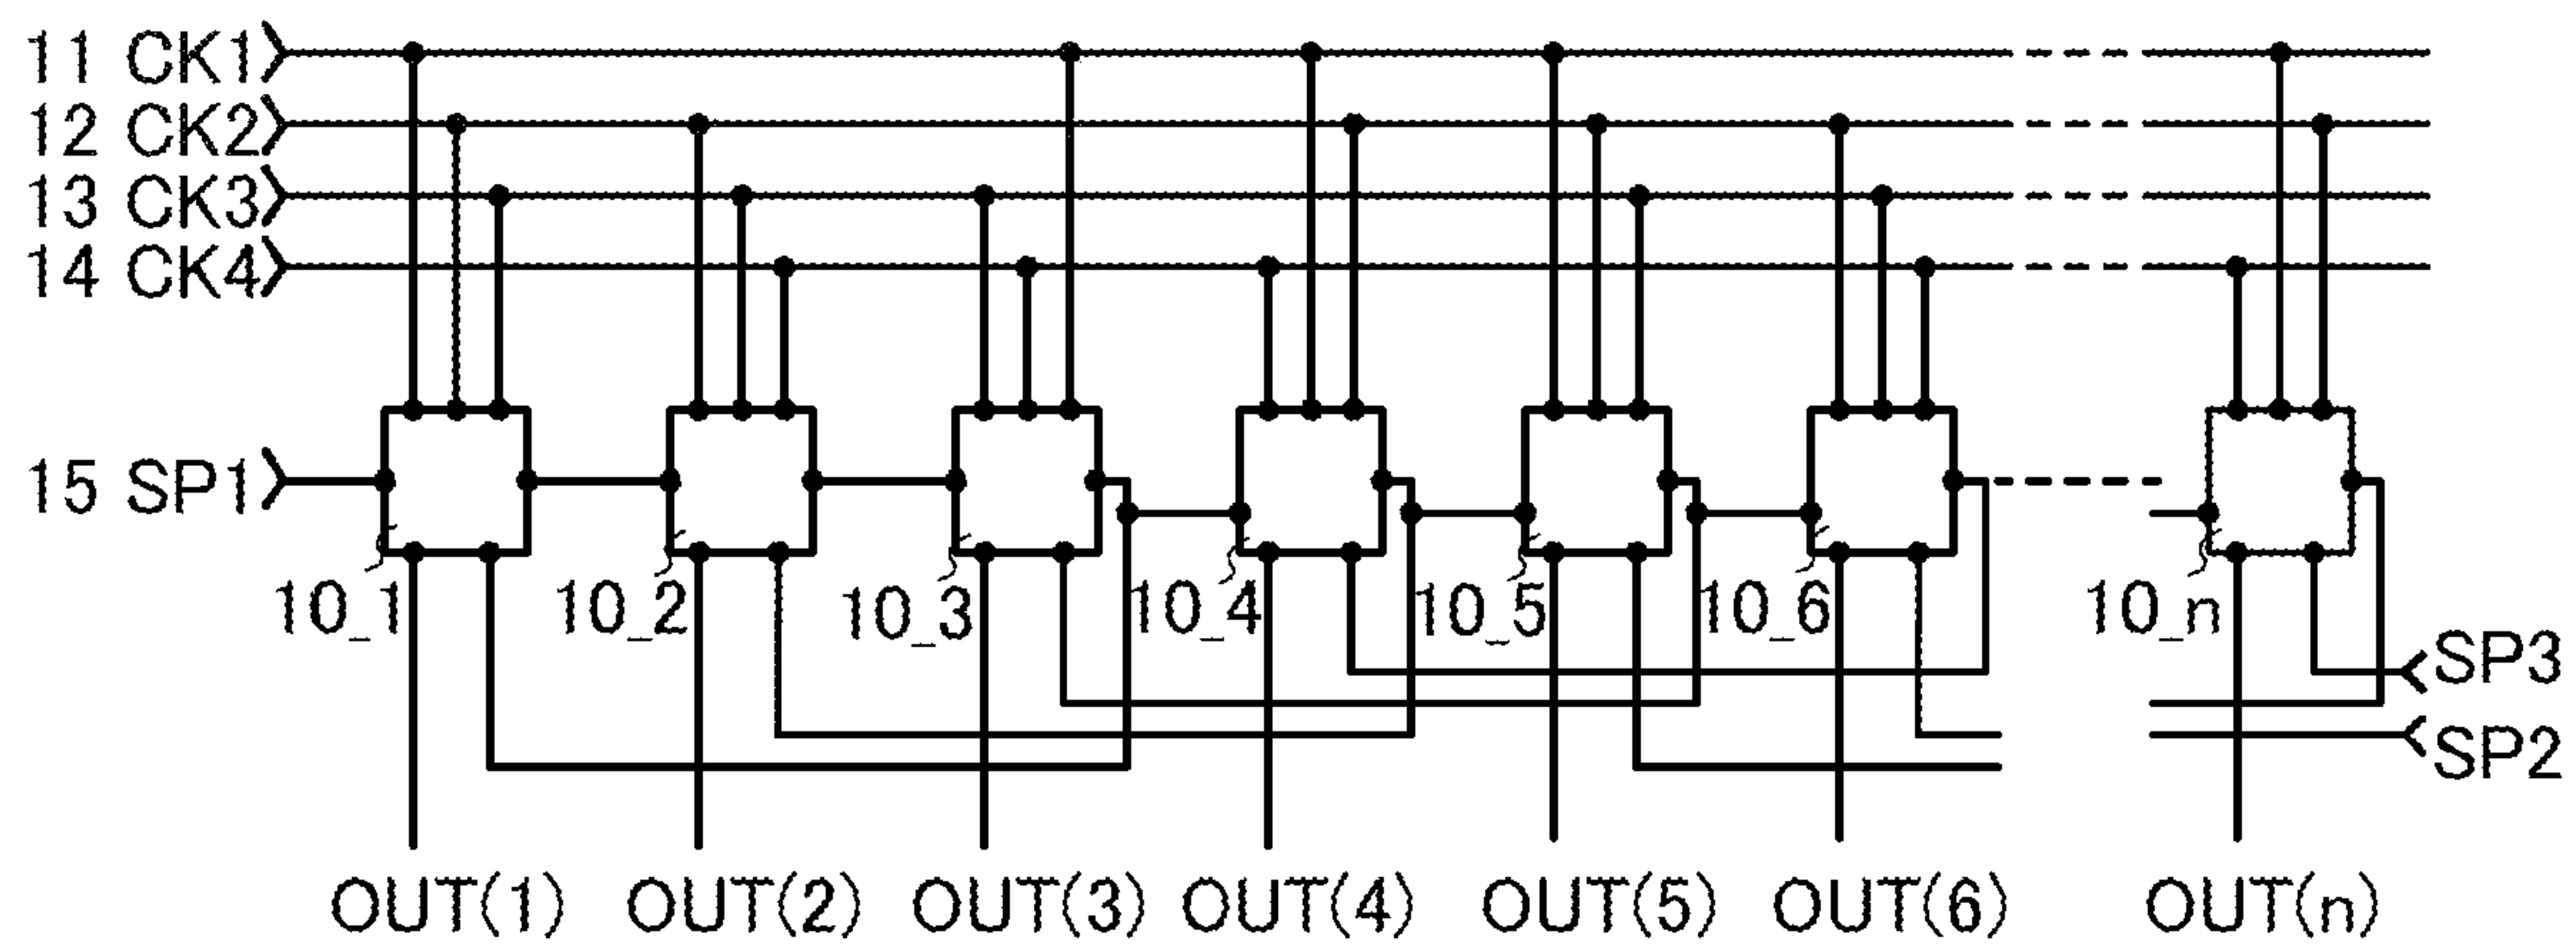 11 CK1
12 CK2
13 CK3
14 CK4
15 SP1
10_1 10_2 10_3 10_4 10_5 10_6 10_n
SP3
SP2
OUT(1) OUT(2) OUT(3) OUT(4) OUT(5) OUT(6) OUT(n)